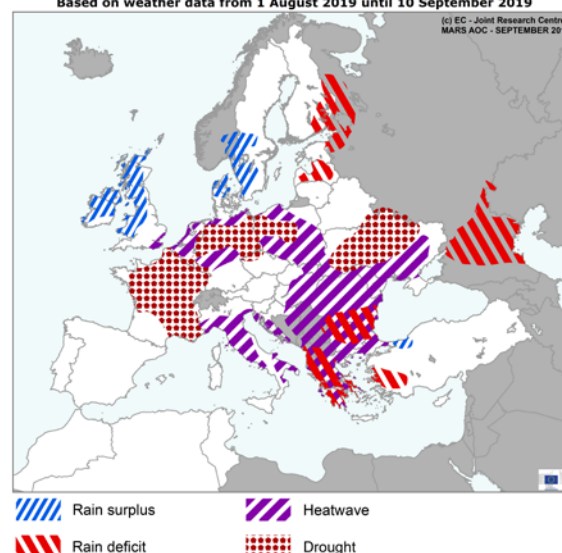 Based on weather data from 1 August 2019 until 10 September 2019
(c) EC - Joint Research Centre
MARS AOC - SEPTEMBER 201
Rain surplus
Heatwave
Rain deficit
Drought